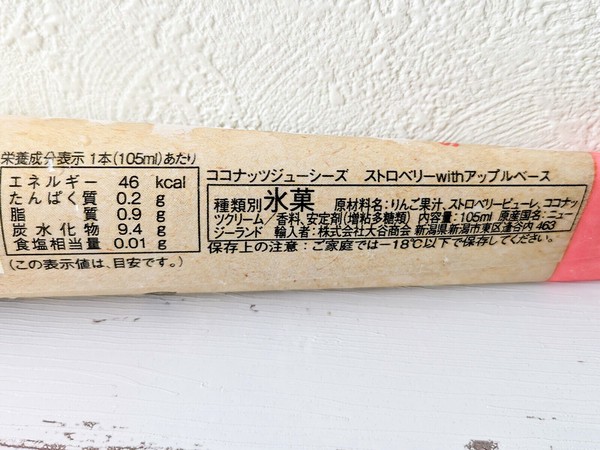 栄養成分表示 1本(105ml)あたり
エネルギー 46 kcal
たんぱく質 0.2 g
脂質 0.9 g
炭水化物 9.4 g
食塩相当量 0.01 g
(この表示値は、目安です。)
ココナッツジューシーズ ストロベリーwithアップルベース
種類別 氷菓 原材料名:りんご果汁、ストロベリーピューレ、ココナッ
ツクリーム/香料、安定剤(増粘多糖類) 内容量:105ml 原産国名:ニュー
ジーランド 輸入者:株式会社大谷商会 新潟県新潟市東区逢谷内 463
保存上の注意:ご家庭では−18℃以下で保存してください。